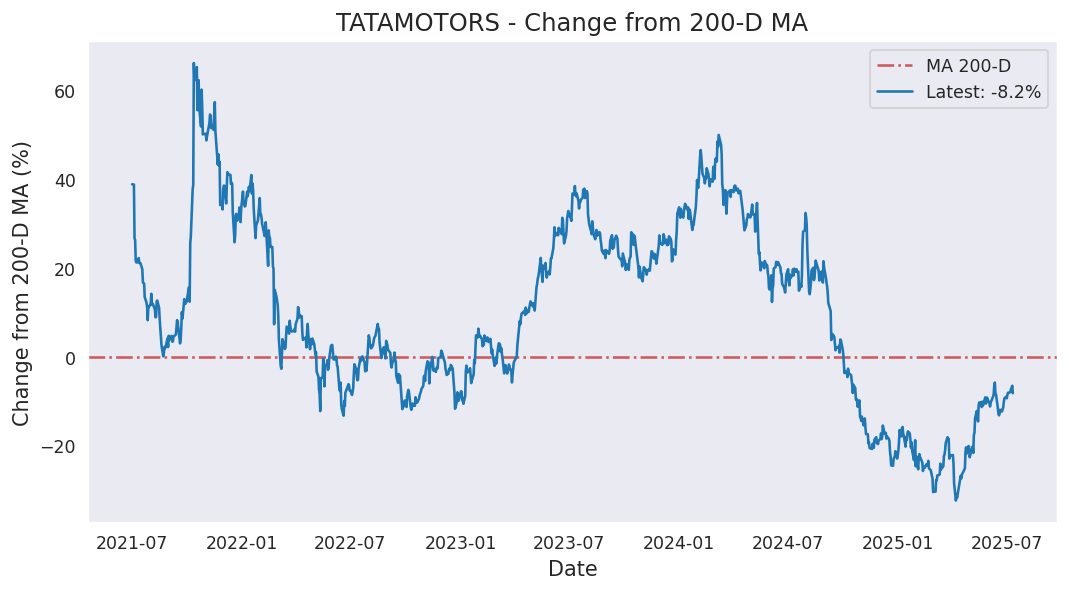 TATAMOTORS - Change from 200-D MA
MA 200-D
Latest: -8.2%
Change from 200-D MA (%)
60
40
20
0
−20
2021-07 2022-01 2022-07 2023-01 2023-07 2024-01 2024-07 2025-01 2025-07
Date